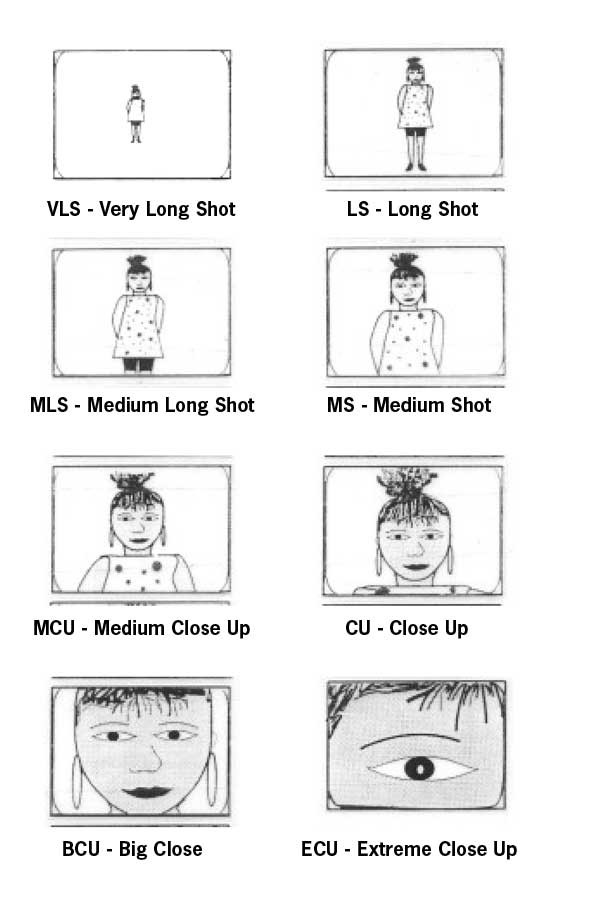 VLS - Very Long Shot
LS - Long Shot
MLS - Medium Long Shot
MS - Medium Shot
MCU - Medium Close Up
CU - Close Up
BCU - Big Close
ECU - Extreme Close Up